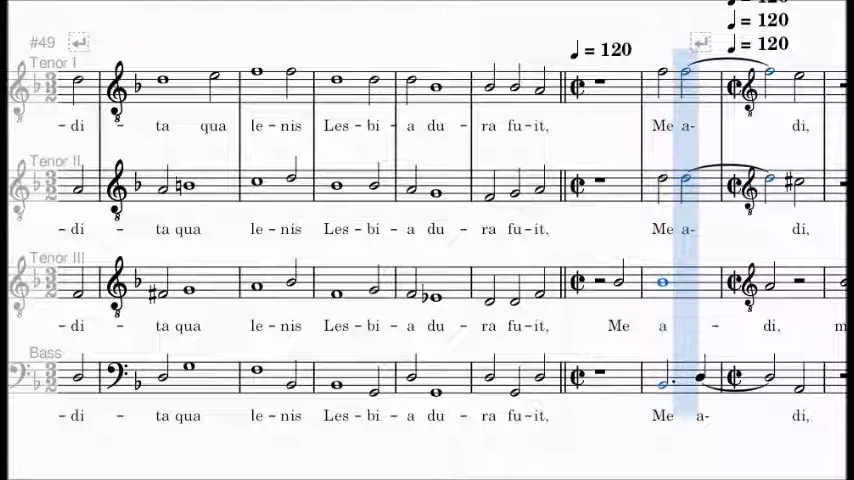 = 120
= 120
#49
= 120
= 120
Tenor I
- di - ta qua le - nis Les - bi - a du - ra fu - it, Me a- di,
Tenor II
- di - ta qua le - nis Les - bi - a du - ra fu - it, Me a- di,
Tenor III
- di - ta qua le - nis Les - bi - a du - ra fu - it, Me a - di, m
Bass
- di - ta qua le - nis Les - bi - a du - ra fu - it, Me a- di,